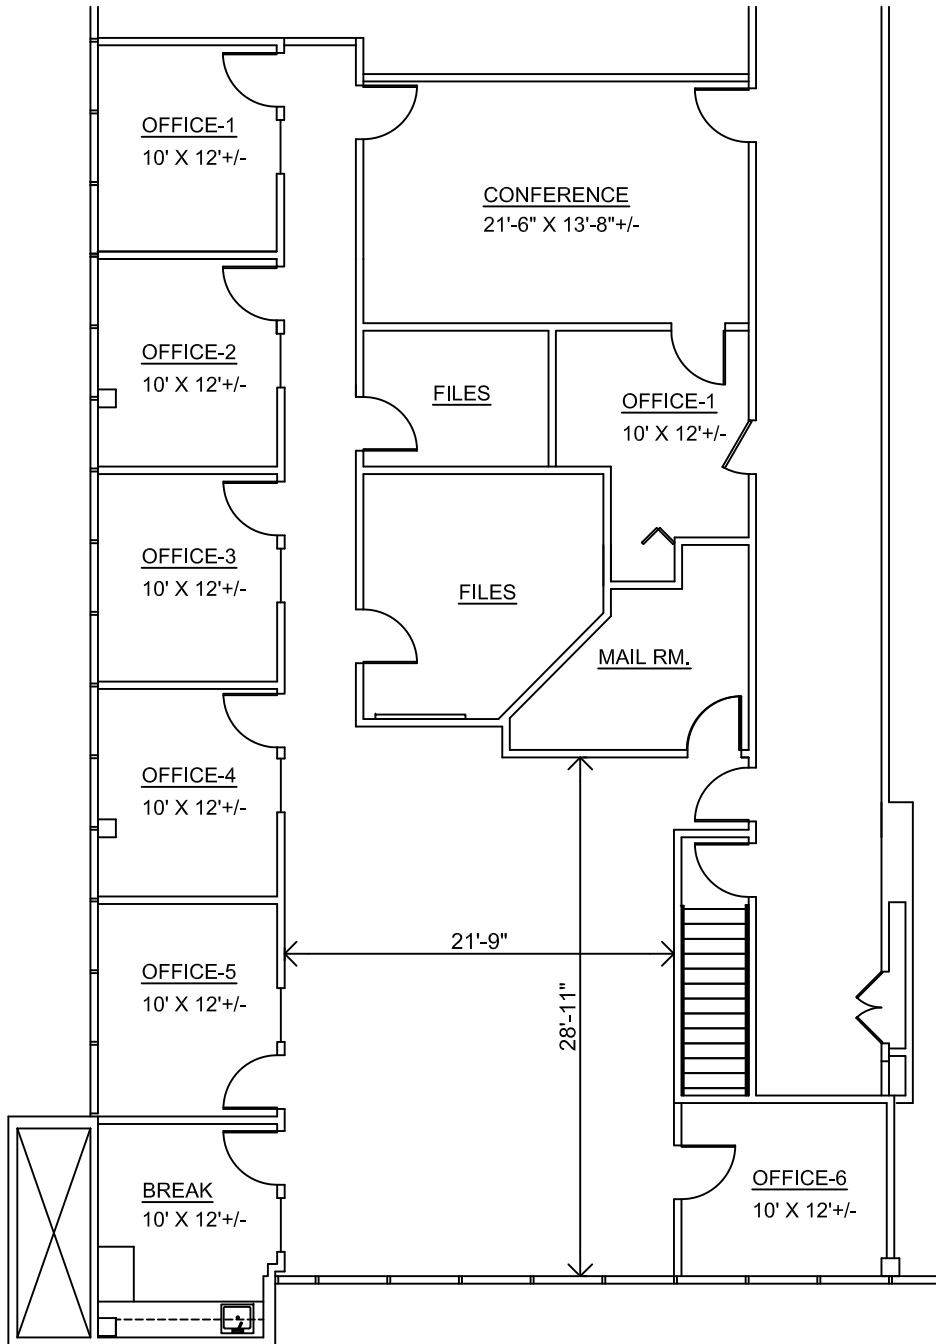 OFFICE-1
10' X 12'+/-
CONFERENCE
21'-6" X 13'-8"+/-
OFFICE-2
10' X 12'+/-
FILES
OFFICE-1
10' X 12'+/-
OFFICE-3
10' X 12'+/-
FILES
MAIL RM.
OFFICE-4
10' X 12'+/-
21'-9"
28'-11"
OFFICE-5
10' X 12'+/-
BREAK
10' X 12'+/-
OFFICE-6
10' X 12'+/-